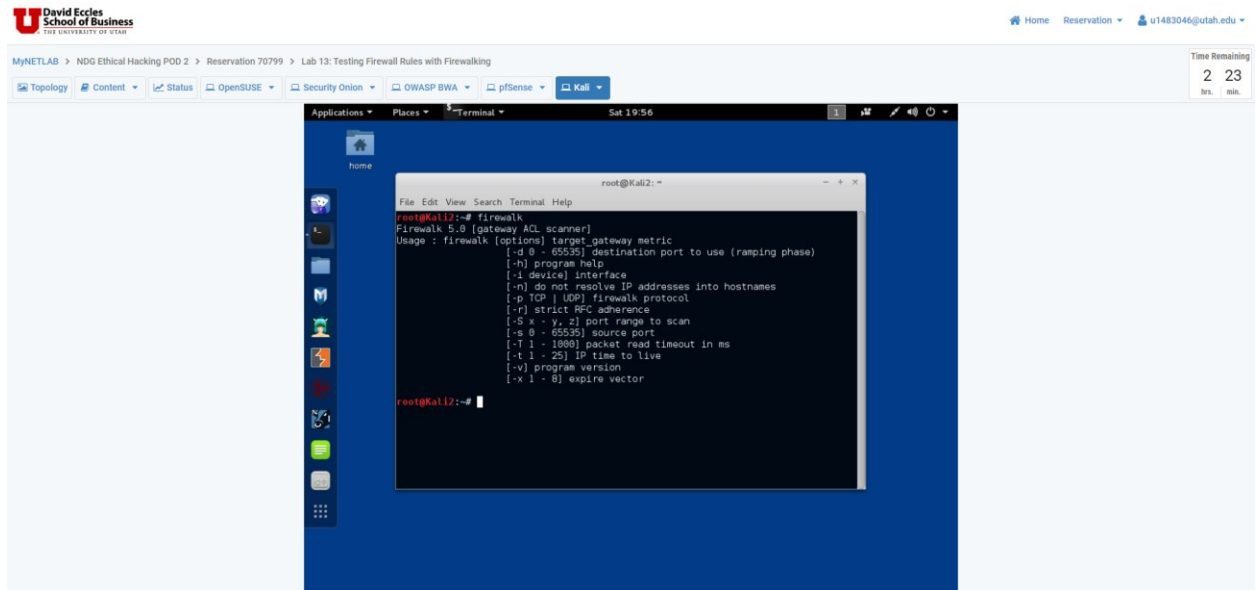 David Eccles
School of Business
THE UNIVERSITY OF UTAH
Home Reservation u1483046@utah.edu
MyNETLAB > NDG Ethical Hacking POD 2 > Reservation 70799 > Lab 13: Testing Firewall Rules with Firewalking
Time Remaining
2 23
hrs. min.
Topology Content Status OpenSUSE Security Onion OWASP BWA pfSense Kali
Applications Places Terminal Sat 19:56 1
home
root@Kali2: ~
File Edit View Search Terminal Help
root@Kali2:~# firewalk
Firewalk 5.0 [gateway ACL scanner]
Usage : firewalk [options] target_gateway metric
[-d 0 - 65535] destination port to use (ramping phase)
[-h] program help
[-i device] interface
[-n] do not resolve IP addresses into hostnames
[-p TCP | UDP] firewalk protocol
[-r] strict RFC adherence
[-S x - y, z] port range to scan
[-s 0 - 65535] source port
[-T 1 - 1000] packet read timeout in ms
[-t 1 - 25] IP time to live
[-v] program version
[-x 1 - 8] expire vector
root@Kali2:~#